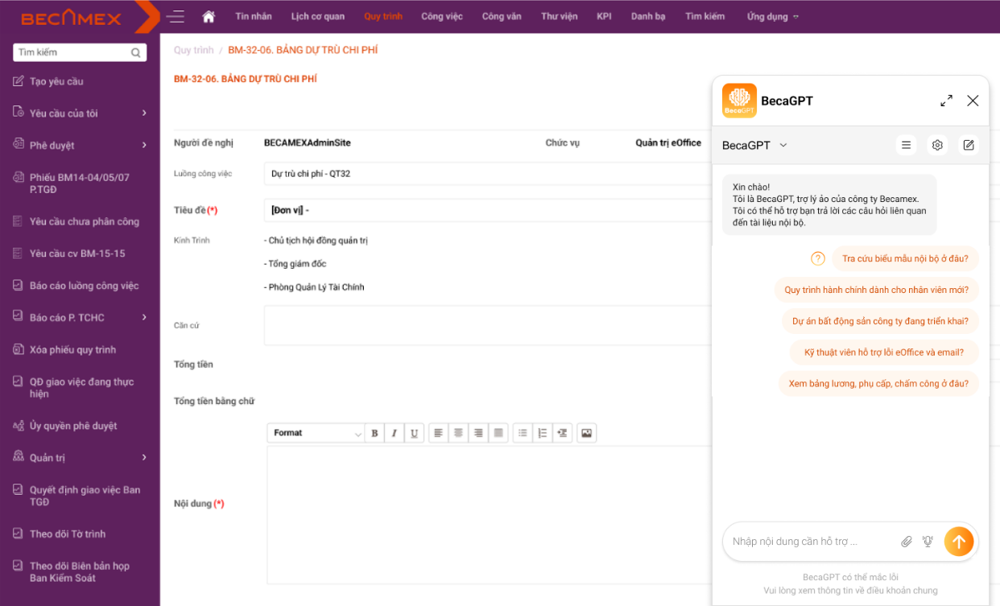 BECAMEX
Tin nhắn
Lịch cơ quan
Quy trình
Công việc
Công văn
Thư viện
KPI
Danh bạ
Tìm kiếm
Ứng dụng
Tìm kiếm
Tạo yêu cầu
Yêu cầu của tôi
Phê duyệt
Phiếu BM14-04/05/07
P.TGĐ
Yêu cầu chưa phân công
Yêu cầu cv BM-15-15
Báo cáo luồng công việc
Báo cáo P. TCHC
Xóa phiếu quy trình
QĐ giao việc đang thực
hiện
Ủy quyền phê duyệt
Quản trị
Quyết định giao việc Ban
TGĐ
Theo dõi Tờ trình
Theo dõi Biên bản họp
Ban Kiểm Soát
Quy trình / BM-32-06. BẢNG DỰ TRÙ CHI PHÍ
BM-32-06. BẢNG DỰ TRÙ CHI PHÍ
Người đề nghị BECAMEXAdminSite Chức vụ Quản trị eOffice
Luồng công việc Dự trù chi phí - QT32
Tiêu đề(*) [Đơn vị] -
Kính Trình - Chủ tịch hội đồng quản trị
- Tổng giám đốc
- Phòng Quản Lý Tài Chính
Căn cứ
Tổng tiền
Tổng tiền bằng chữ
Format B I U
Nội dung (*)
BecaGPT
BecaGPT
BecaGPT
Xin chào!
Tôi là BecaGPT, trợ lý ảo của công ty Becamex.
Tôi có thể hỗ trợ bạn trả lời các câu hỏi liên quan
đến tài liệu nội bộ.
? Tra cứu biểu mẫu nội bộ ở đâu?
Quy trình hành chính dành cho nhân viên mới?
Dự án bất động sản công ty đang triển khai?
Kỹ thuật viên hỗ trợ lỗi eOffice và email?
Xem bảng lương, phụ cấp, chấm công ở đâu?
Nhập nội dung cần hỗ trợ ...
BecaGPT có thể mắc lỗi
Vui lòng xem thông tin về điều khoản chung